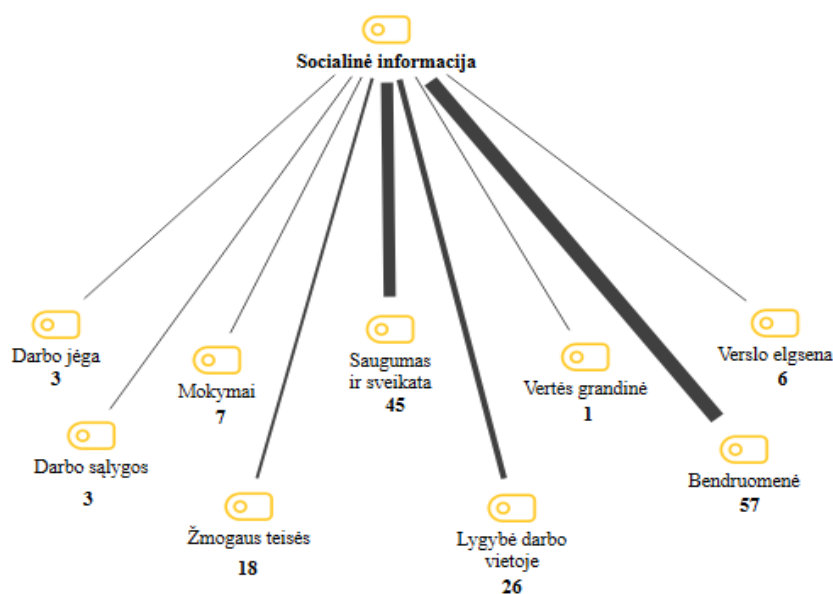 Socialinė informacija
Darbo jėga
3
Darbo sąlygos
3
Mokymai
7
Žmogaus teisės
18
Saugumas
ir sveikata
45
Lygybė darbo
vietoje
26
Vertės grandinė
1
Bendruomenė
57
Verslo elgsena
6